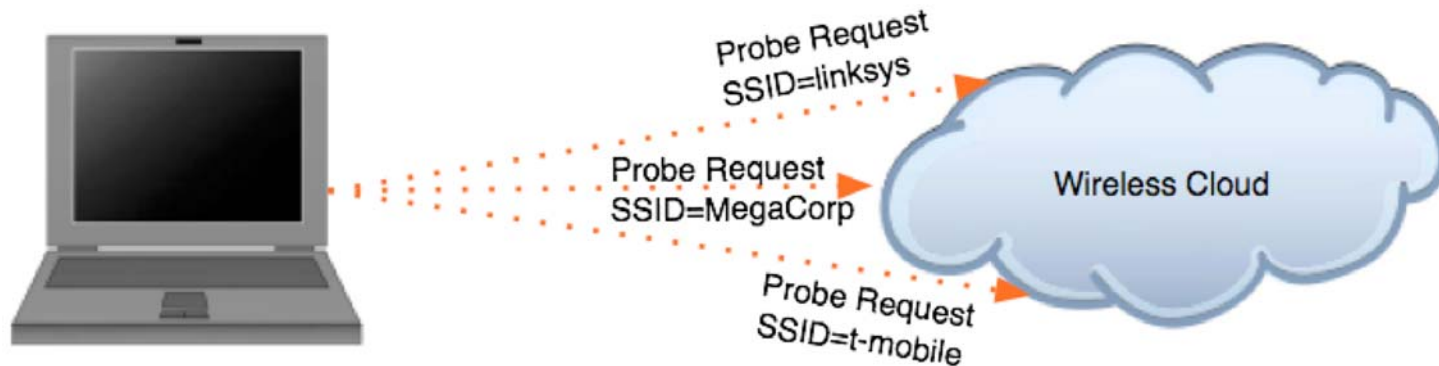 Probe Request
SSID=linksys
Probe Request
SSID=MegaCorp
Wireless Cloud
Probe Request
SSID=t-mobile